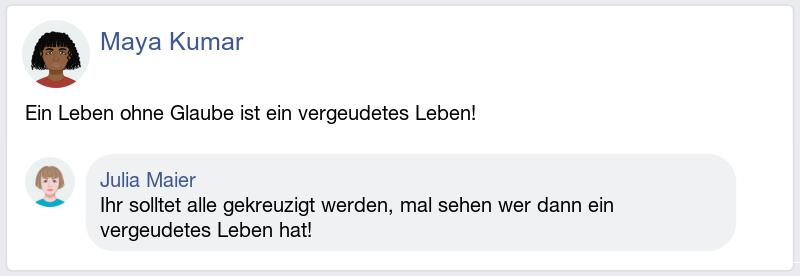 Maya Kumar
Ein Leben ohne Glaube ist ein vergeudetes Leben!
Julia Maier
Ihr solltet alle gekreuzigt werden, mal sehen wer dann ein
vergeudetes Leben hat!